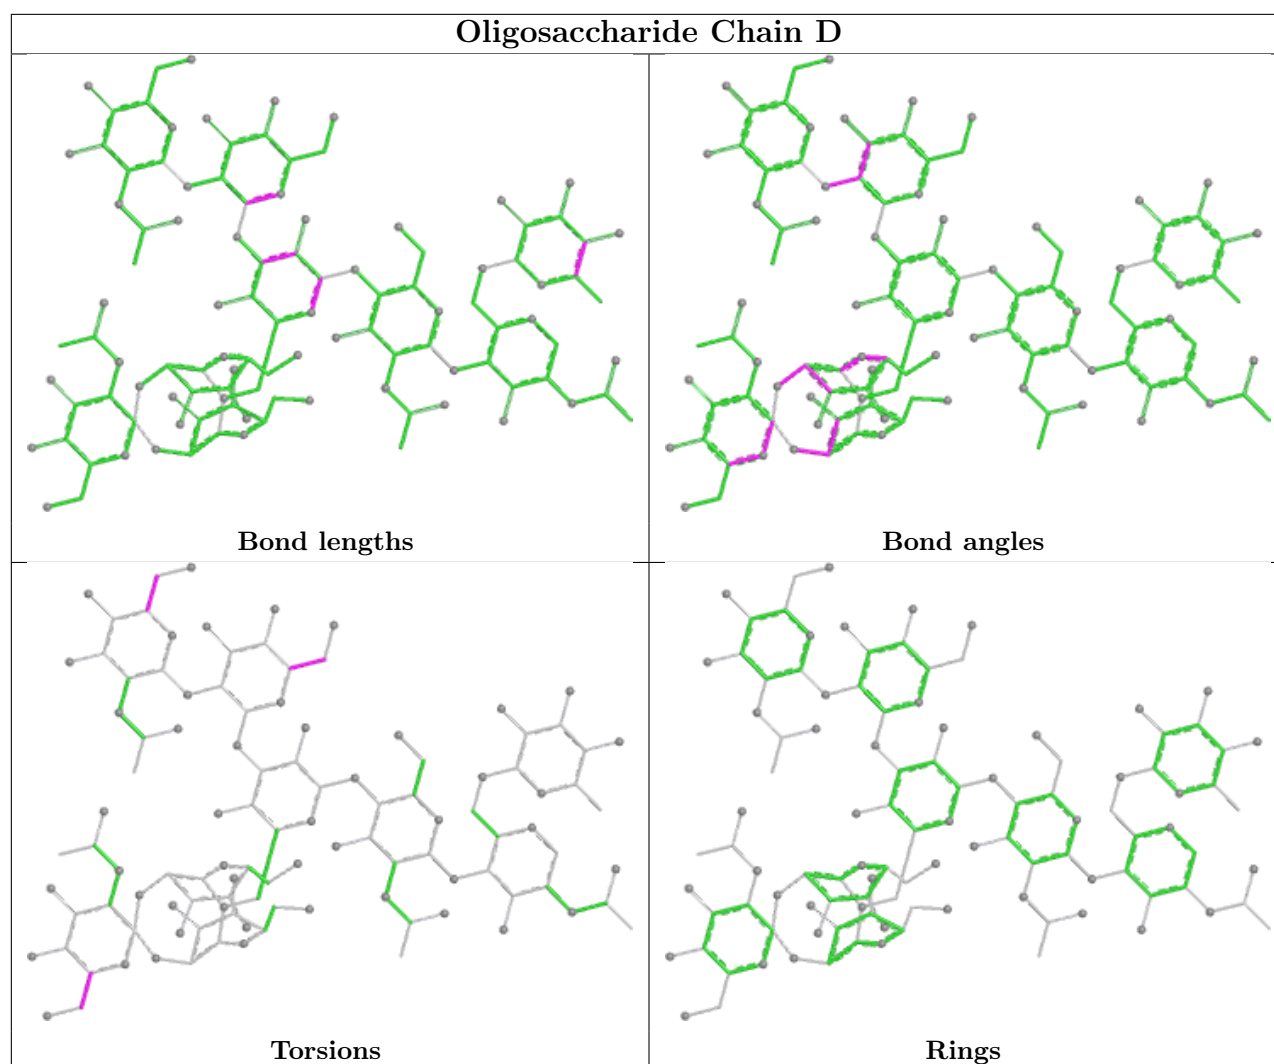 Oligosaccharide Chain D
Bond lengths
Bond angles
Torsions
Rings